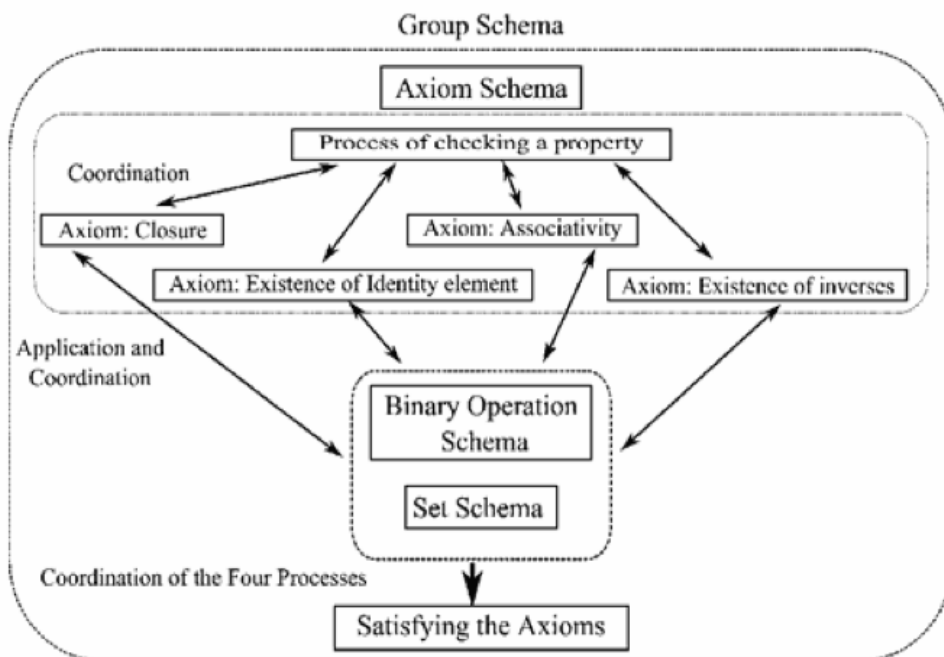 Group Schema
Axiom Schema
Process of checking a property
Coordination
Axiom: Closure
Axiom: Associativity
Axiom: Existence of Identity element
Axiom: Existence of inverses
Application and
Coordination
Binary Operation
Schema
Set Schema
Coordination of the Four Processes
Satisfying the Axioms